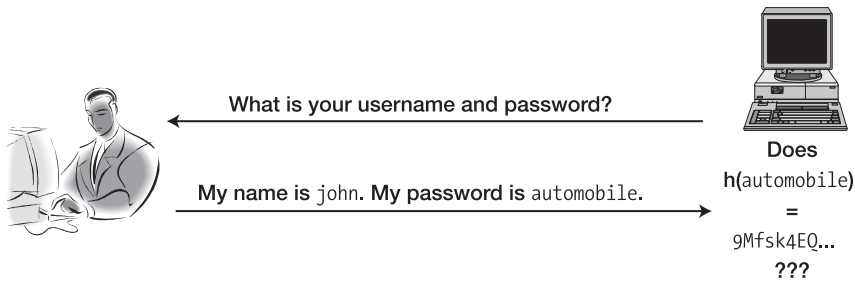 What is your username and password?
My name is john. My password is automobile.
Does
h(automobile)
=
9Mfsk4EQ...
???